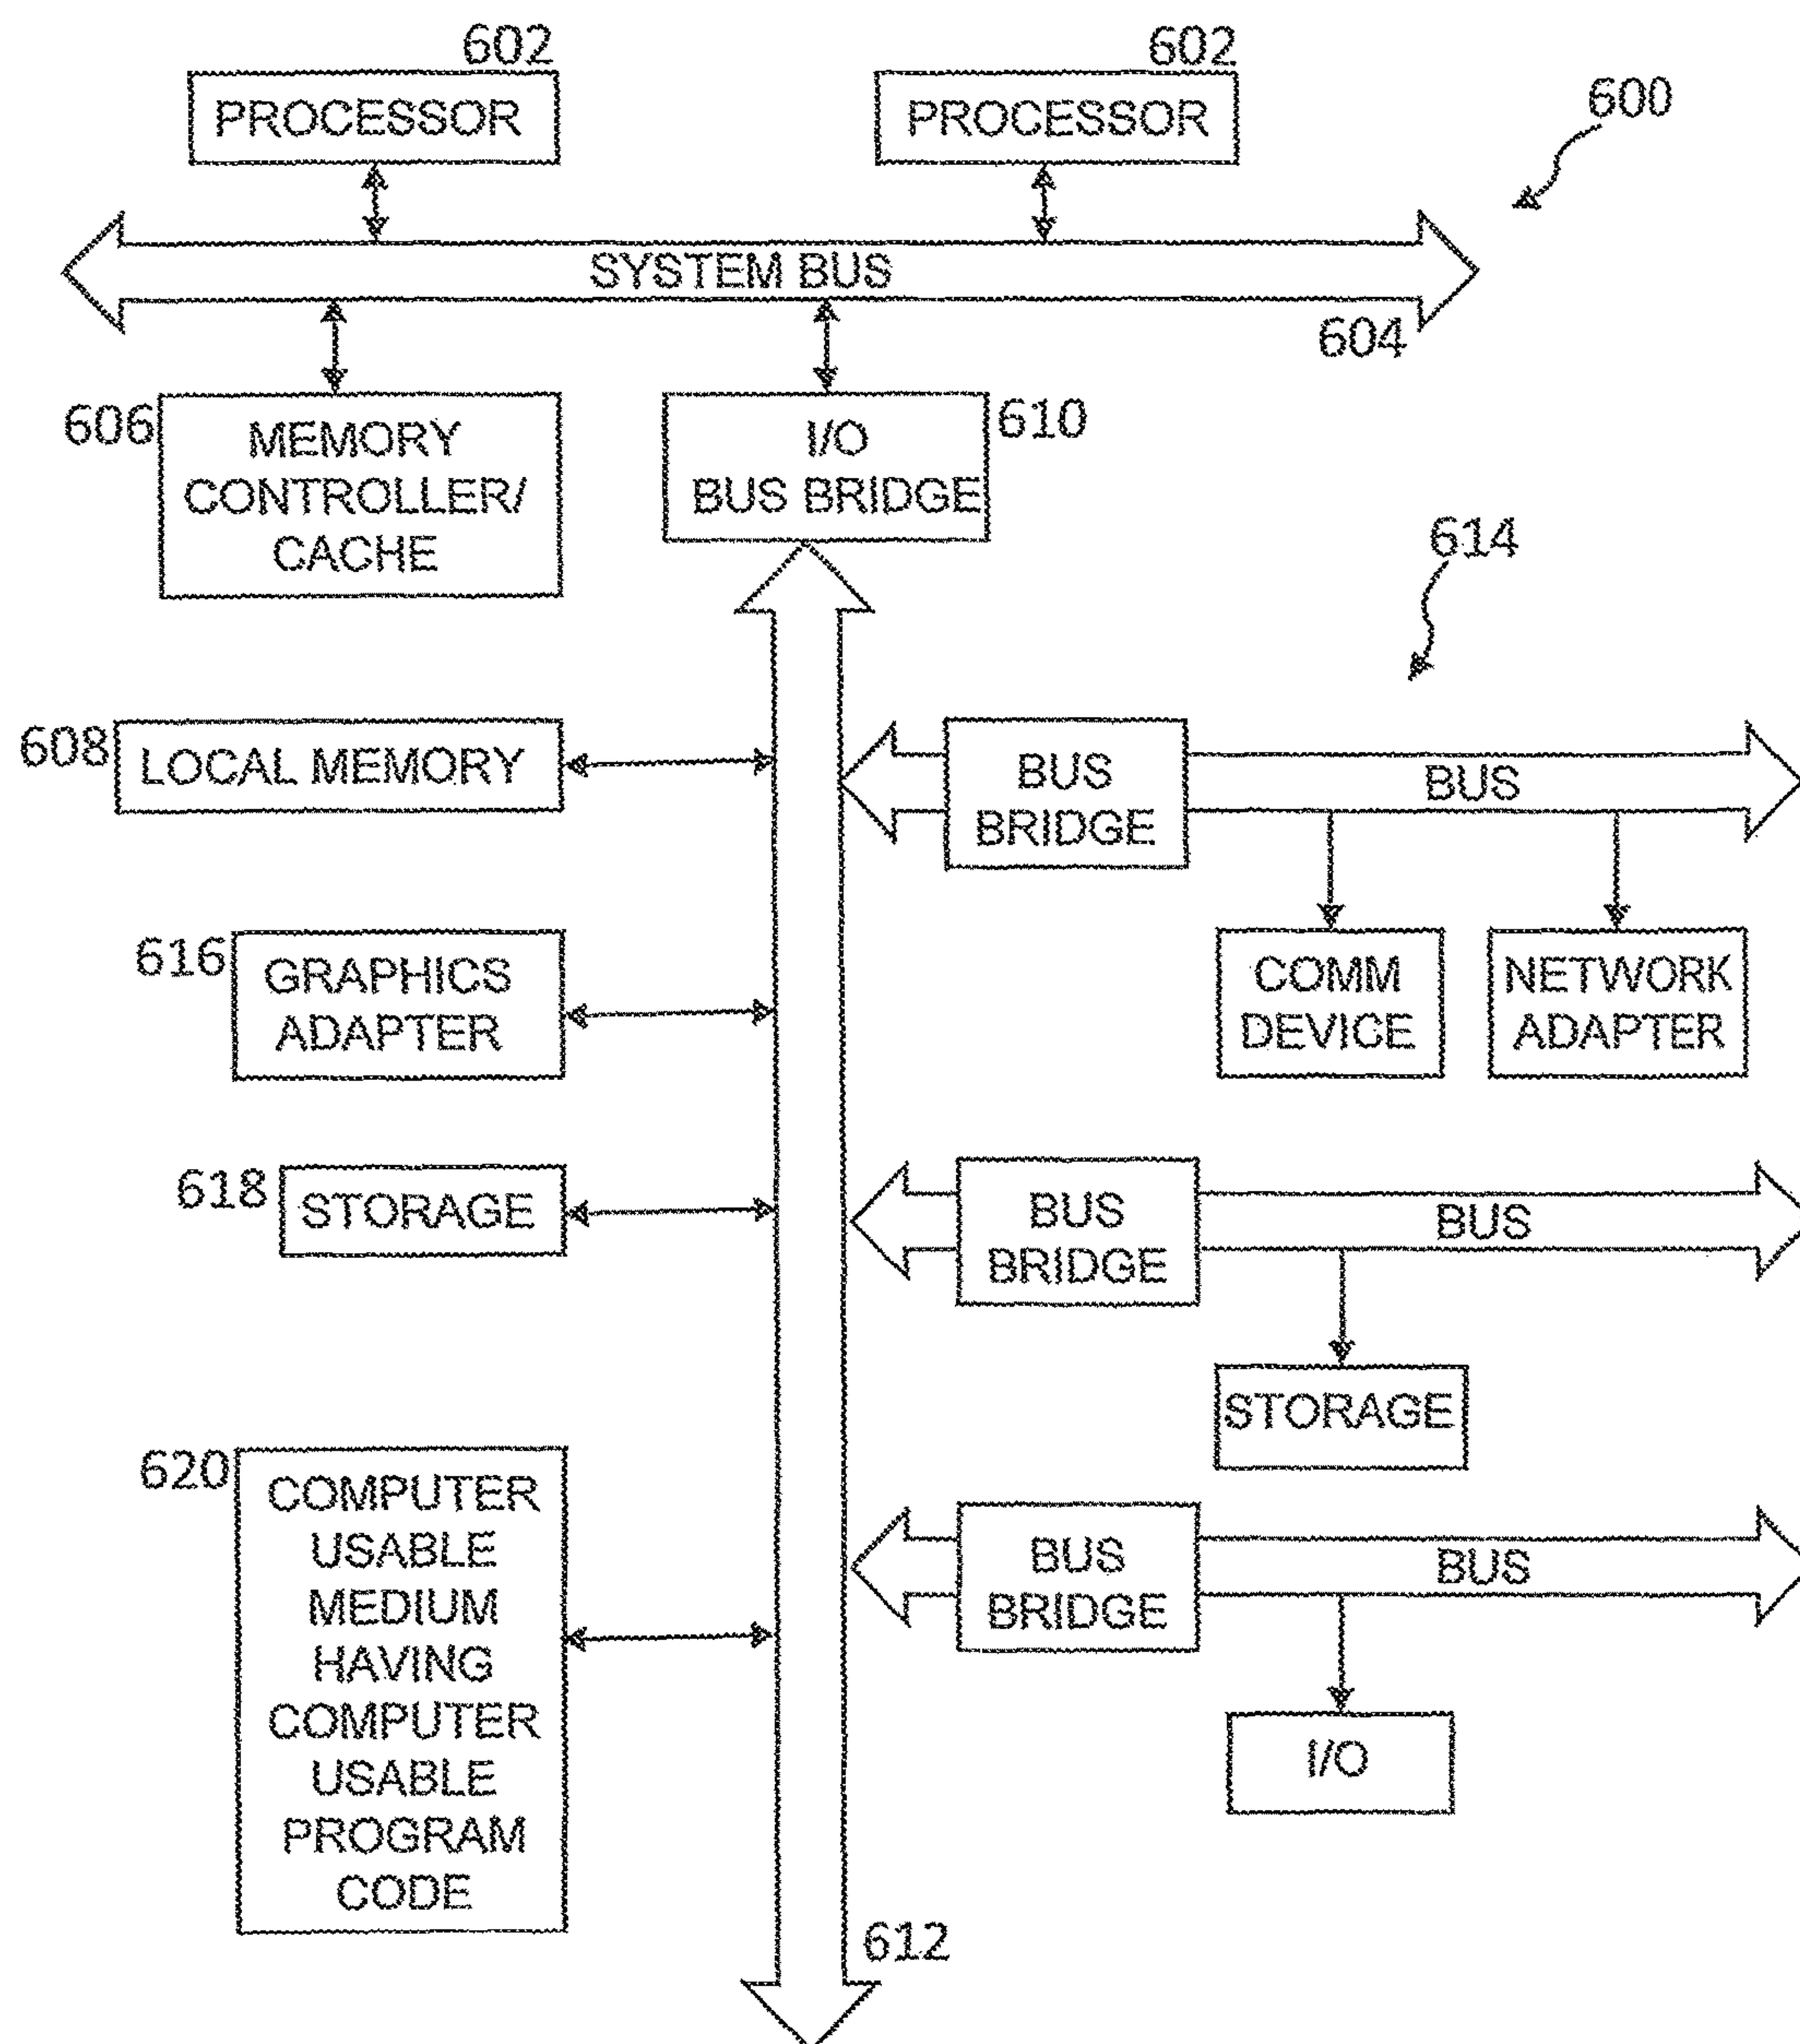 602
602
600
PROCESSOR
PROCESSOR
SYSTEM BUS
604
606
MEMORY
CONTROLLER/
CACHE
I/O
BUS BRIDGE
610
614
608
LOCAL MEMORY
BUS
BRIDGE
BUS
616
GRAPHICS
ADAPTER
COMM
DEVICE
NETWORK
ADAPTER
618
STORAGE
BUS
BRIDGE
BUS
STORAGE
620
COMPUTER
USABLE
MEDIUM
HAVING
COMPUTER
USABLE
PROGRAM
CODE
BUS
BRIDGE
BUS
I/O
612